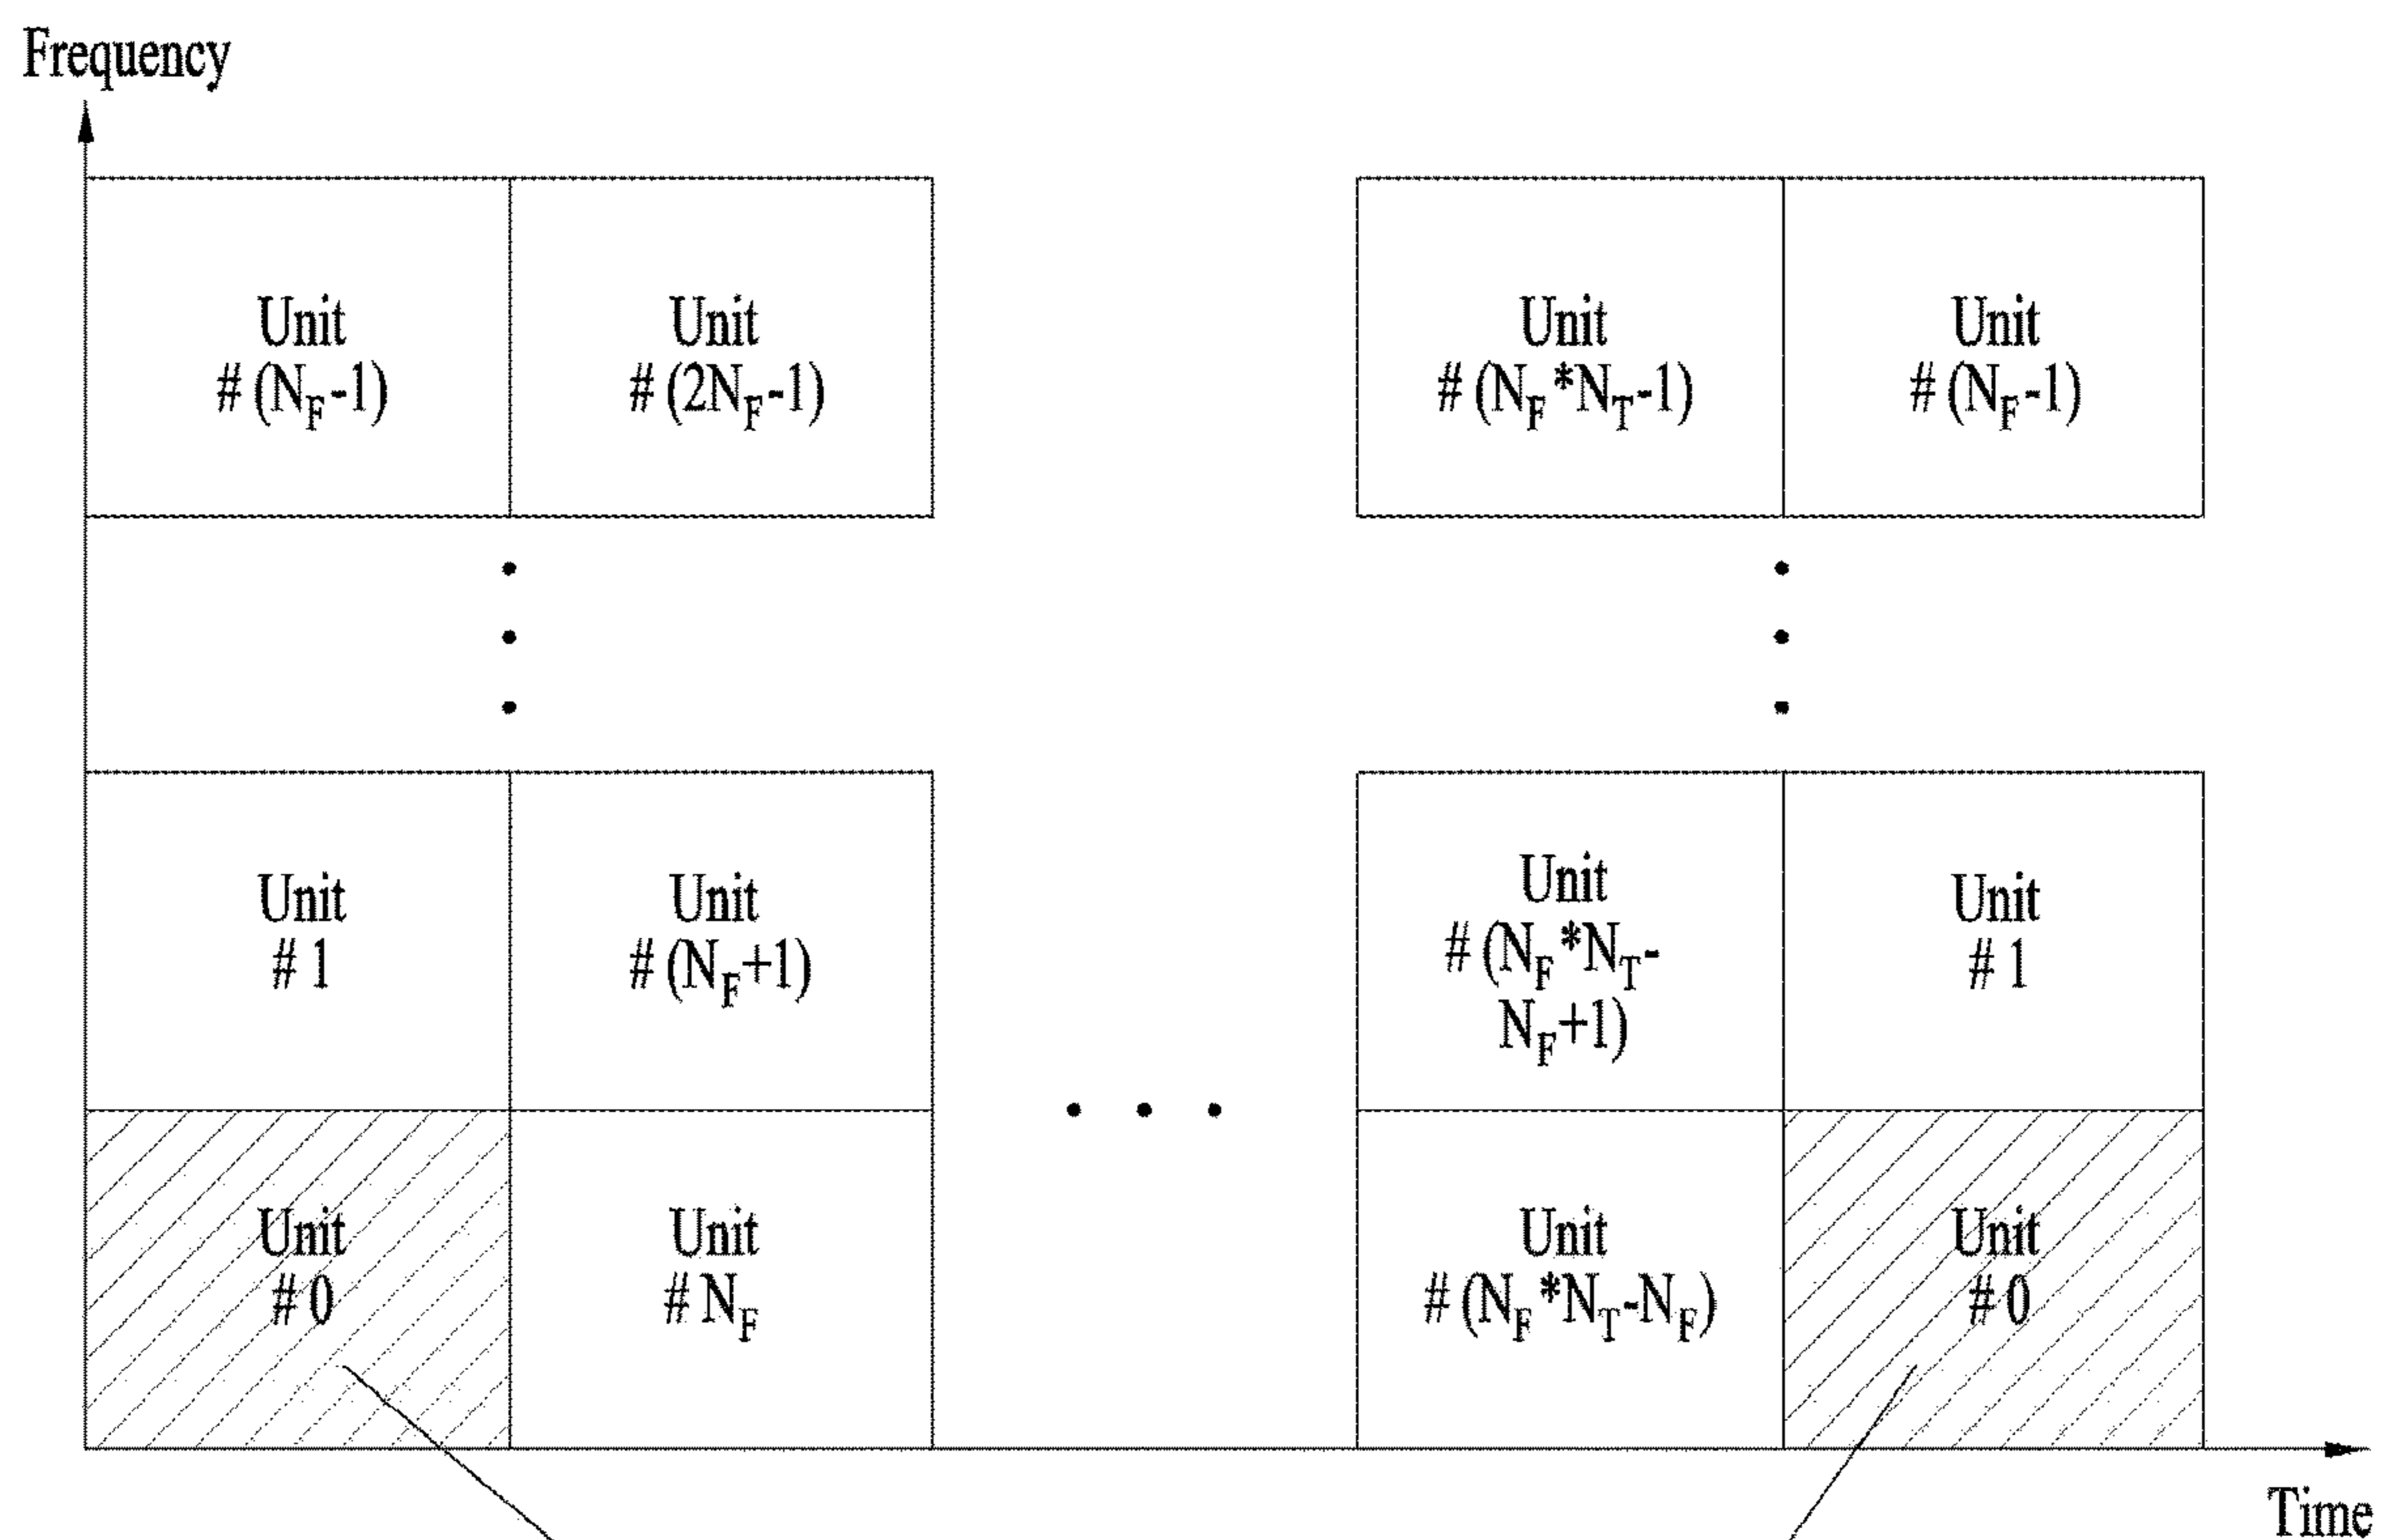 Frequency
Unit
# (N_F-1)
Unit
# (2N_F-1)
Unit
# (N_F*N_T-1)
Unit
# (N_F-1)
Unit
# 1
Unit
# (N_F+1)
Unit
# (N_F*N_T-
N_F+1)
Unit
# 1
Unit
# 0
Unit
# N_F
Unit
# (N_F*N_T-N_F)
Unit
# 0
Time